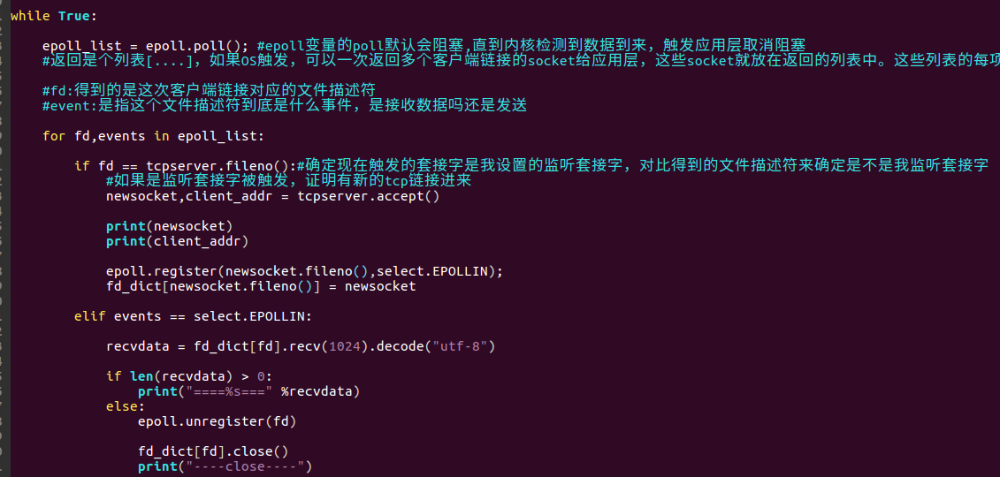 while True:
epoll_list = epoll.poll(); #epoll变量的poll默认会阻塞,直到内核检测到数据到来，触发应用层取消阻塞
#返回是个列表[....]，如果OS触发，可以一次返回多个客户端链接的socket给应用层，这些socket就放在返回的列表中。这些列表的每项
#fd:得到的是这次客户端链接对应的文件描述符
#event:是指这个文件描述符到底是什么事件，是接收数据吗还是发送
for fd,events in epoll_list:
if fd == tcpserver.fileno():#确定现在触发的套接字是我设置的监听套接字，对比得到的文件描述符来确定是不是我监听套接字
#如果是监听套接字被触发，证明有新的tcp链接进来
newsocket,client_addr = tcpserver.accept()
print(newsocket)
print(client_addr)
epoll.register(newsocket.fileno(),select.EPOLLIN);
fd_dict[newsocket.fileno()] = newsocket
elif events == select.EPOLLIN:
recvdata = fd_dict[fd].recv(1024).decode("utf-8")
if len(recvdata) > 0:
print("====%s===" %recvdata)
else:
epoll.unregister(fd)
fd_dict[fd].close()
print("----close----")